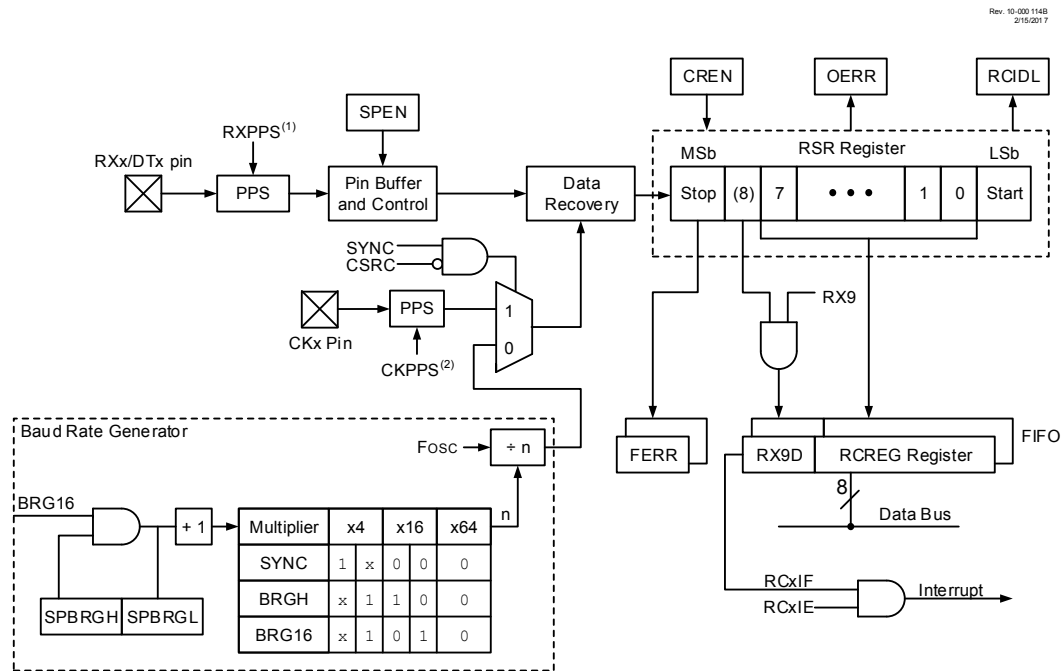 Rev. 10-000 114B
2/15/2017
CREN
OERR
RCIDL
SPEN
RXPPS(1)
RXx/DTx pin
PPS
Pin Buffer
and Control
Data
Recovery
MSb
RSR Register
LSb
Stop (8) 7 • • • 1 0 Start
SYNC
CSRC
RX9
PPS
1
CKx Pin
0
CKPPS(2)
Baud Rate Generator
FOSC
÷ n
FERR
RX9D
RCREG Register
FIFO
8
Data Bus
BRG16
+ 1
n
Multiplier x4 x16 x64
SYNC 1 x 0 0 0
BRGH x 1 1 0 0
BRG16 x 1 0 1 0
SPBRGH SPBRGL
RCxIF
RCxIE
Interrupt